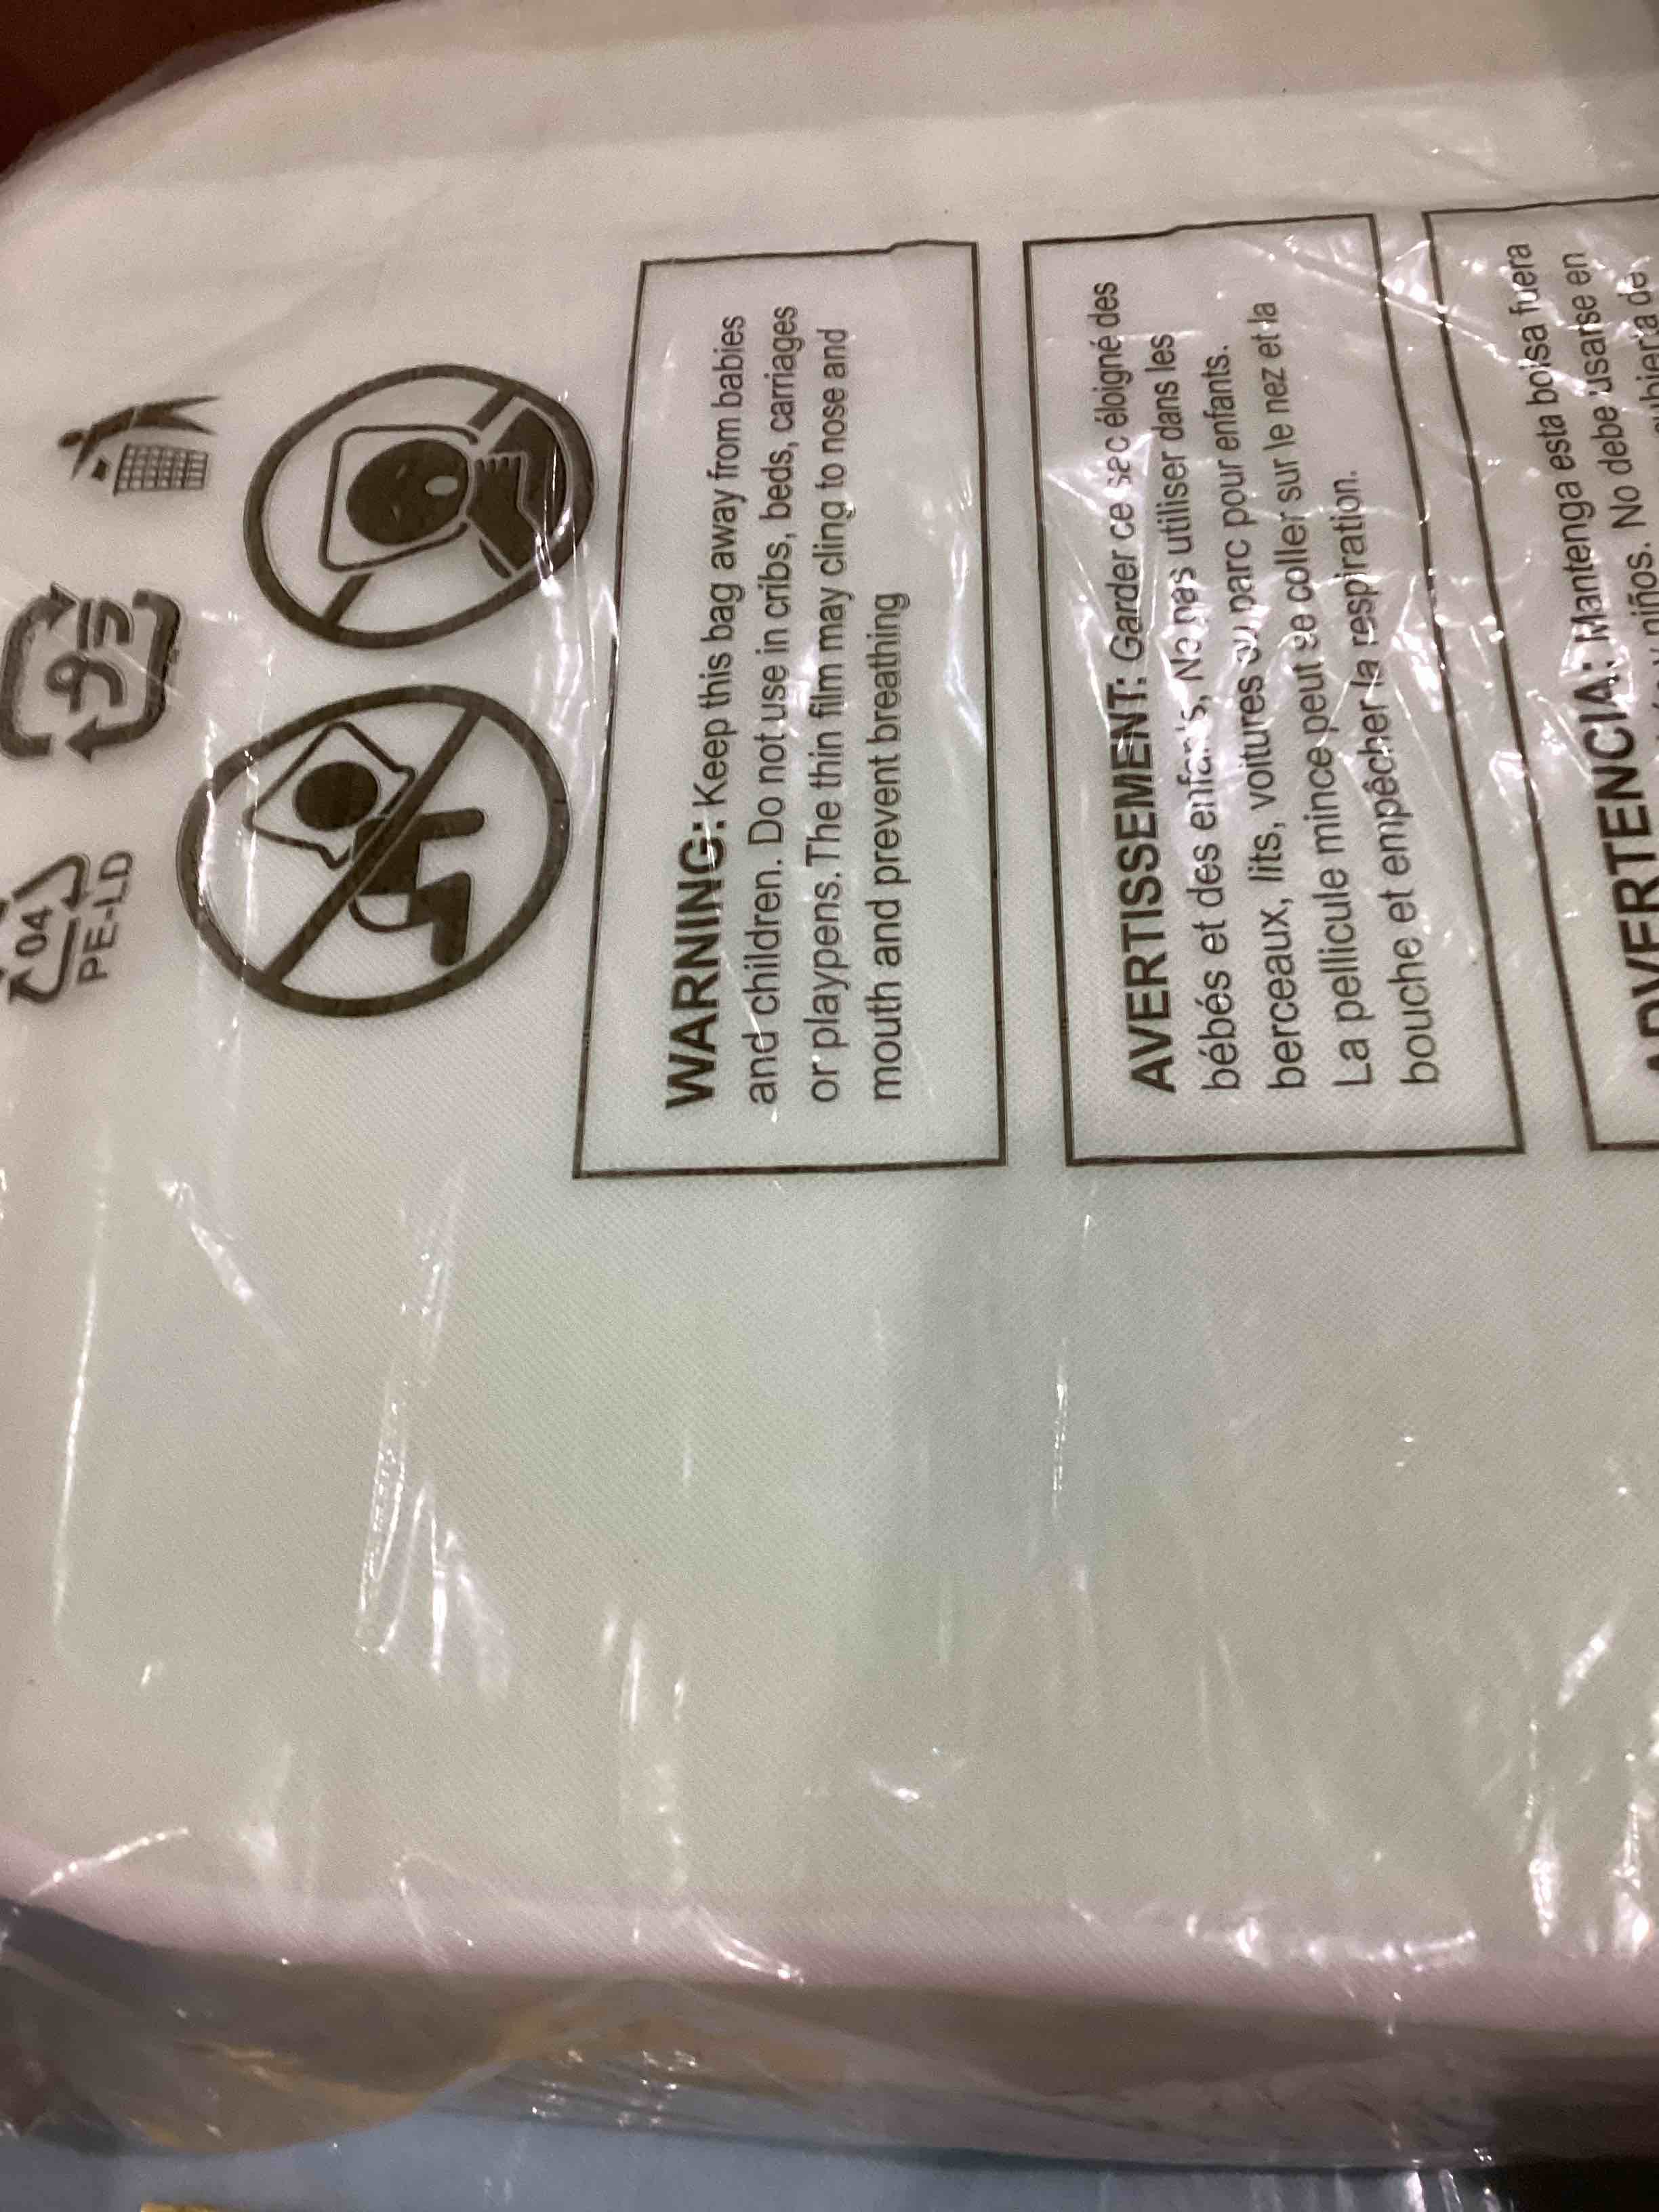 04
PE-LD
プラ
WARNING: Keep this bag away from babies
and children. Do not use in cribs, beds, carriages
or playpens. The thin film may cling to nose and
mouth and prevent breathing
AVERTISSEMENT: Garder ce sac éloigné des
bébés et des enfants, Ne pas utiliser dans les
berceaux, lits, voitures ou parc pour enfants.
La pellicule mince peut se coller sur le nez et la
bouche et empêcher la respiration.
ADVERTENCIA: Mantenga esta bolsa fuera
y niños. No debe usarse en
cubierta de